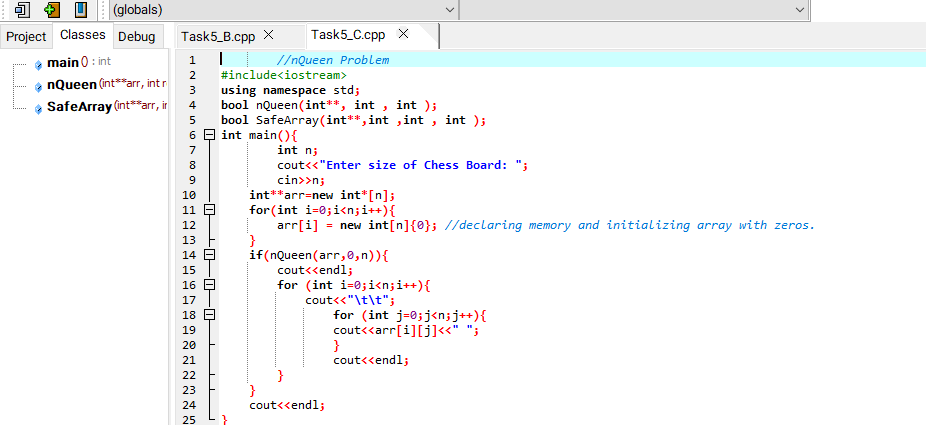 (globals)
Project Classes Debug
Task5_B.cpp Task5_C.cpp
main() : int
nQueen(int**arr, int r
SafeArray(int**arr, ir
1 //nQueen Problem
2 #include<iostream>
3 using namespace std;
4 bool nQueen(int**, int , int );
5 bool SafeArray(int**,int ,int , int );
6 int main(){
7 int n;
8 cout<<"Enter size of Chess Board: ";
9 cin>>n;
10 int**arr=new int*[n];
11 for(int i=0;i<n;i++){
12 arr[i] = new int[n]{0}; //declaring memory and initializing array with zeros.
13 }
14 if(nQueen(arr,0,n)){
15 cout<<endl;
16 for (int i=0;i<n;i++){
17 cout<<"\t\t";
18 for (int j=0;j<n;j++){
19 cout<<arr[i][j]<<" ";
20 }
21 cout<<endl;
22 }
23 }
24 cout<<endl;
25 }